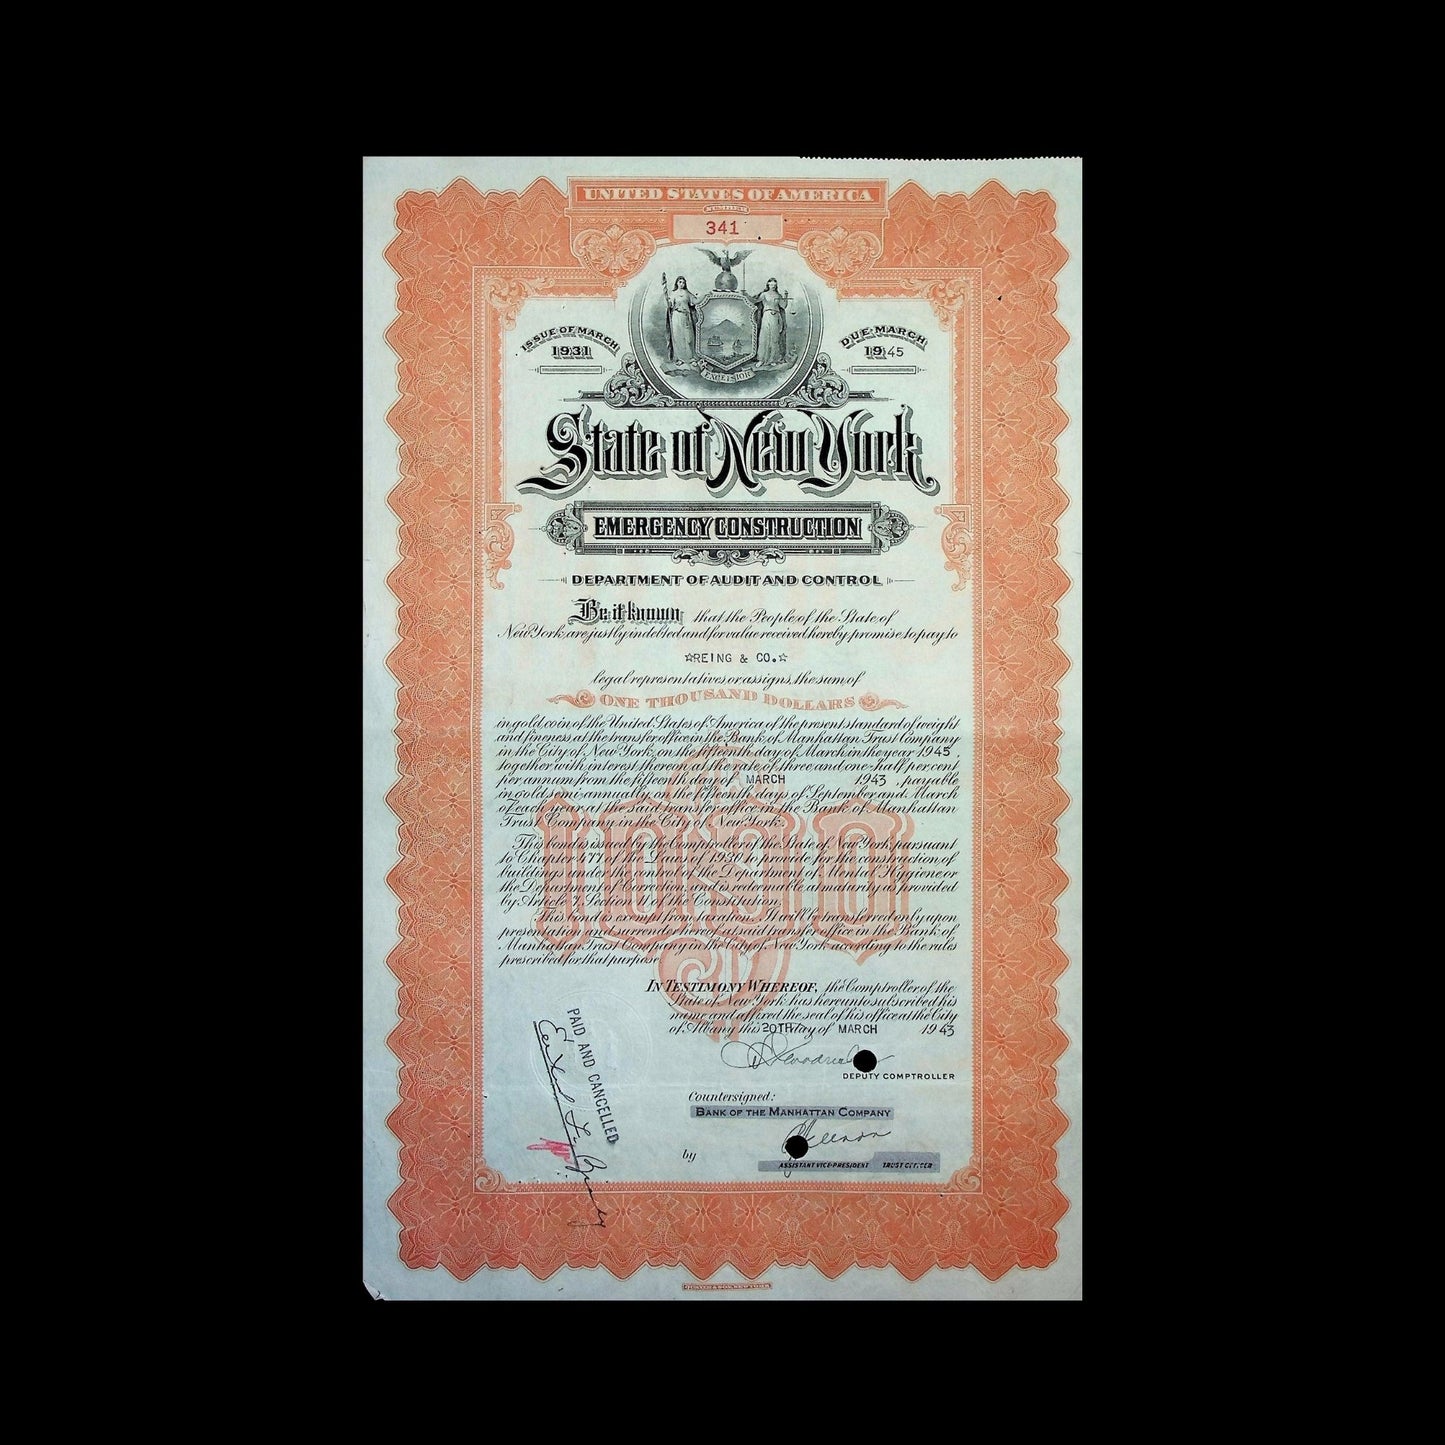 UNITED STATES OF AMERICA
341
ISSUE OF MARCH
1931
DUE MARCH
1945
EXCELSIOR
State of New York
EMERGENCY CONSTRUCTION
DEPARTMENT OF AUDIT AND CONTROL
Be it known that the People of the State of
New York, are justly indebted and for value received hereby promise to pay to
☆REING & CO.☆
legal representatives or assigns, the sum of
ONE THOUSAND DOLLARS
in gold coin of the United States of America of the present standard of weight
and fineness, at the transfer office in the Bank of Manhattan Trust Company
in the City of New York, on the fifteenth day of March in the year 1945,
together with interest thereon at the rate of three and one-half per cent
per annum from the fifteenth day of MARCH 1943, payable
in gold, semi-annually on the fifteenth days of September and March
of each year, at the said transfer office in the Bank of Manhattan
Trust Company in the City of New York.
This bond is issued by the Comptroller of the State of New York, pursuant
to Chapter 477 of the Laws of 1930 to provide for the construction of
buildings under the control of the Department of Mental Hygiene or
the Department of Correction, and is redeemable at maturity as provided
by Article 7, Section 11 of the Constitution.
This bond is exempt from taxation. It will be transferred only upon
presentation and surrender hereof at said transfer office in the Bank of
Manhattan Trust Company in the City of New York according to the rules
prescribed for that purpose.
$1000
IN TESTIMONY WHEREOF, the Comptroller of the
State of New York has hereunto subscribed his
name and affixed the seal of his office at the City
of Albany this 20TH day of MARCH 1943
DEPUTY COMPTROLLER
PAID AND CANCELLED
Countersigned:
BANK OF THE MANHATTAN COMPANY
by
ASSISTANT VICE-PRESIDENT TRUST OFFICER